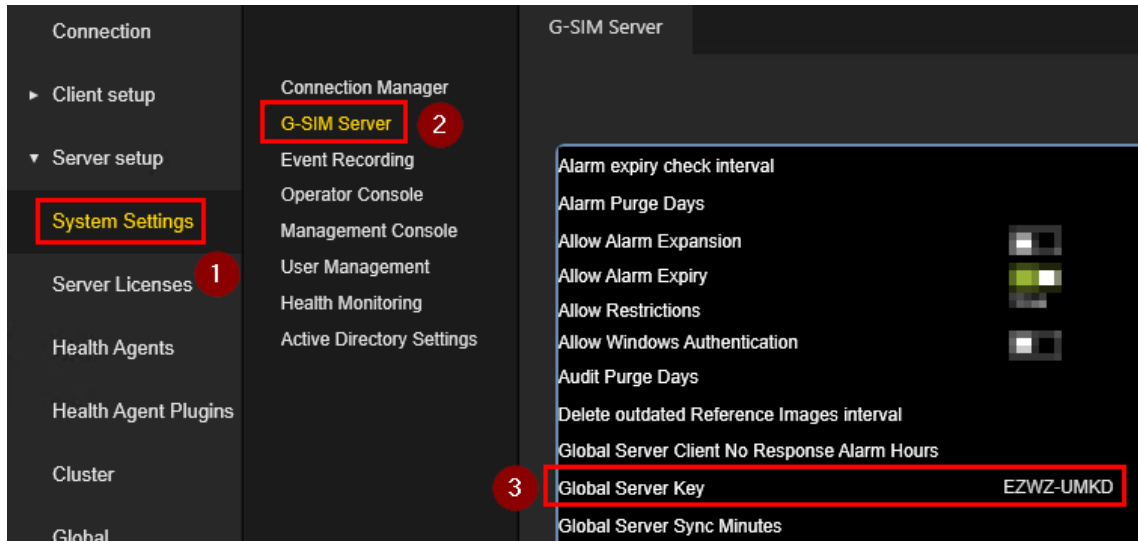 Connection
Client setup
Server setup
System Settings
1
Server Licenses
Health Agents
Health Agent Plugins
Cluster
Global
Connection Manager
G-SIM Server
2
Event Recording
Operator Console
Management Console
User Management
Health Monitoring
Active Directory Settings
G-SIM Server
Alarm expiry check interval
Alarm Purge Days
Allow Alarm Expansion
Allow Alarm Expiry
Allow Restrictions
Allow Windows Authentication
Audit Purge Days
Delete outdated Reference Images interval
Global Server Client No Response Alarm Hours
3
Global Server Key EZWZ-UMKD
Global Server Sync Minutes